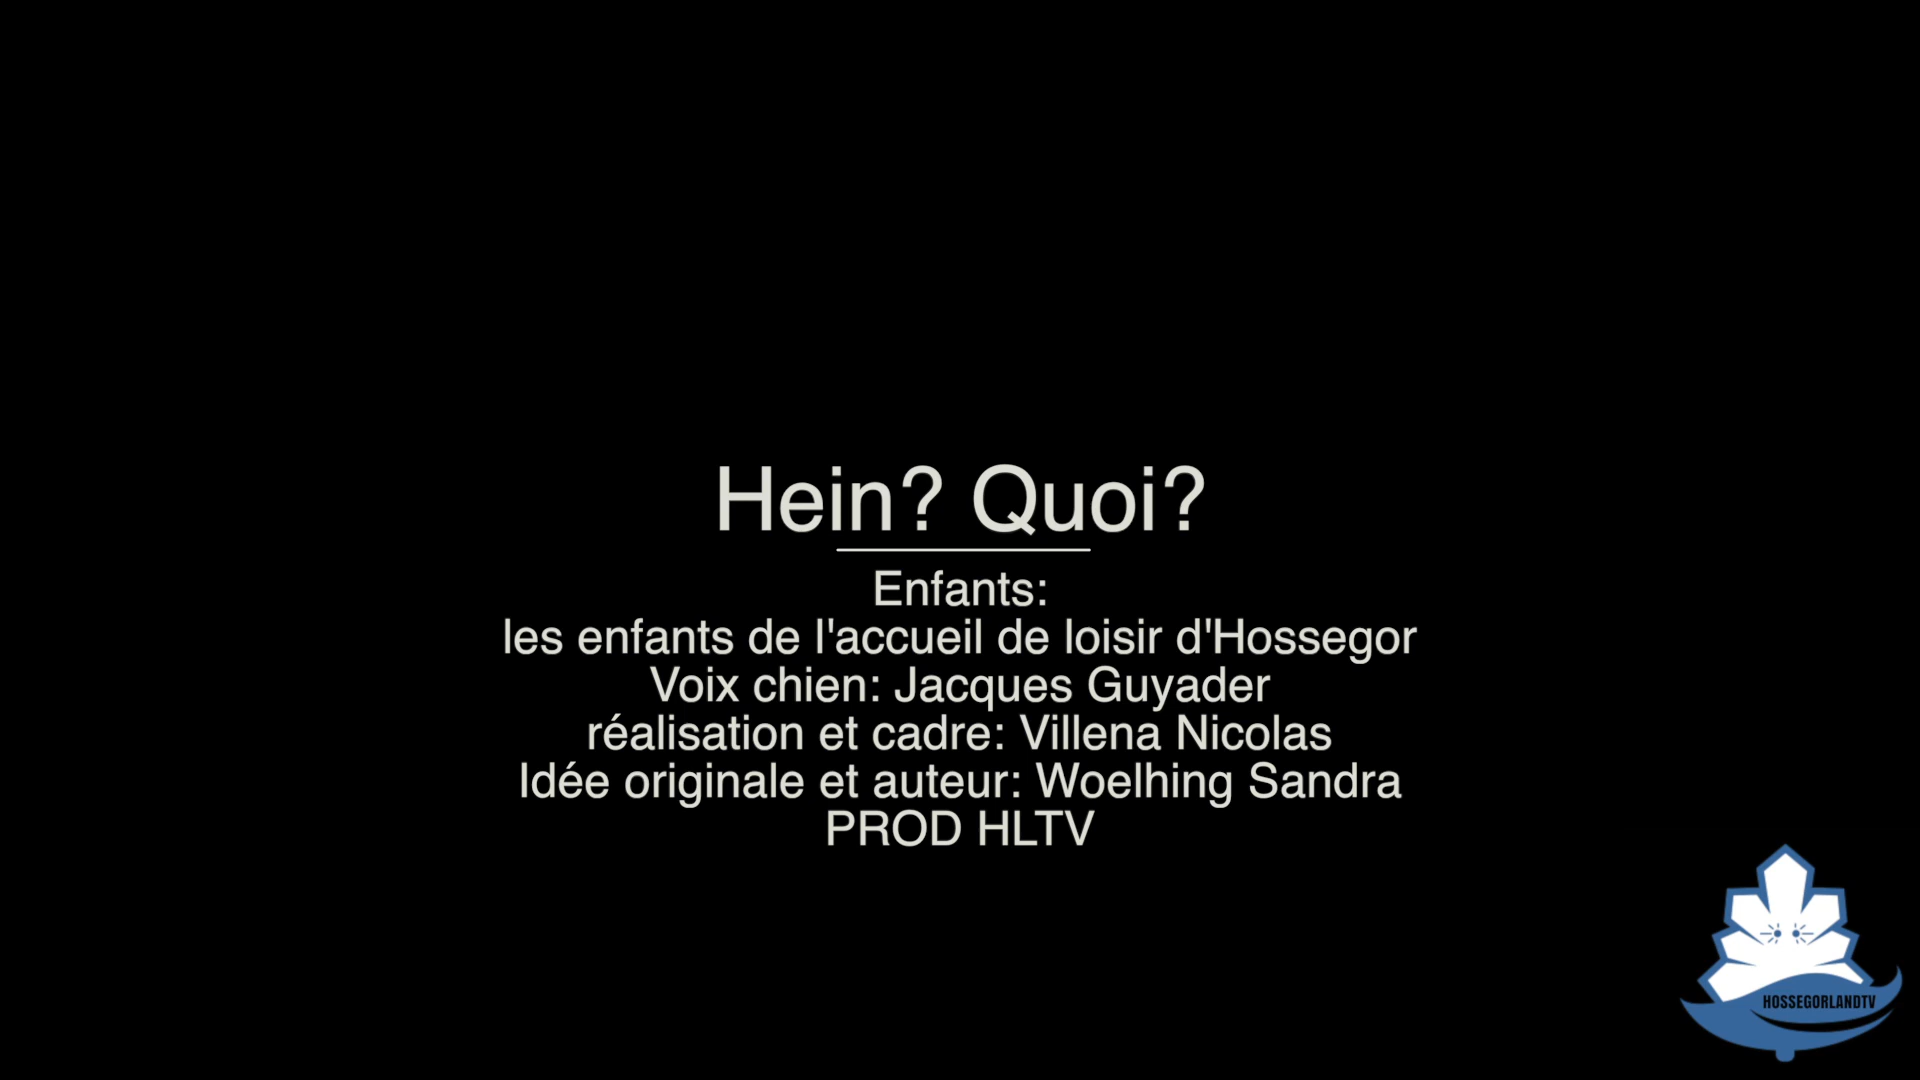 Hein? Quoi?
Enfants:
les enfants de l'accueil de loisir d'Hossegor
Voix chien: Jacques Guyader
réalisation et cadre: Villena Nicolas
Idée originale et auteur: Woelhing Sandra
PROD HLTV
HOSSEGORLANDTV